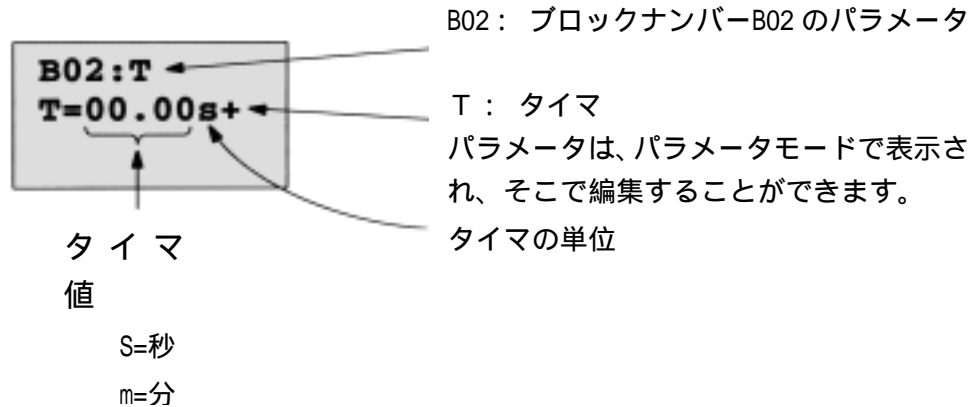 B02: ブロックナンバーB02 のパラメータ
B02:T
T=00.00s+
T: タイマ
パラメータは、パラメータモードで表示さ
れ、そこで編集することができます。
タイマの単位
タ イ マ
値
S=秒
m=分